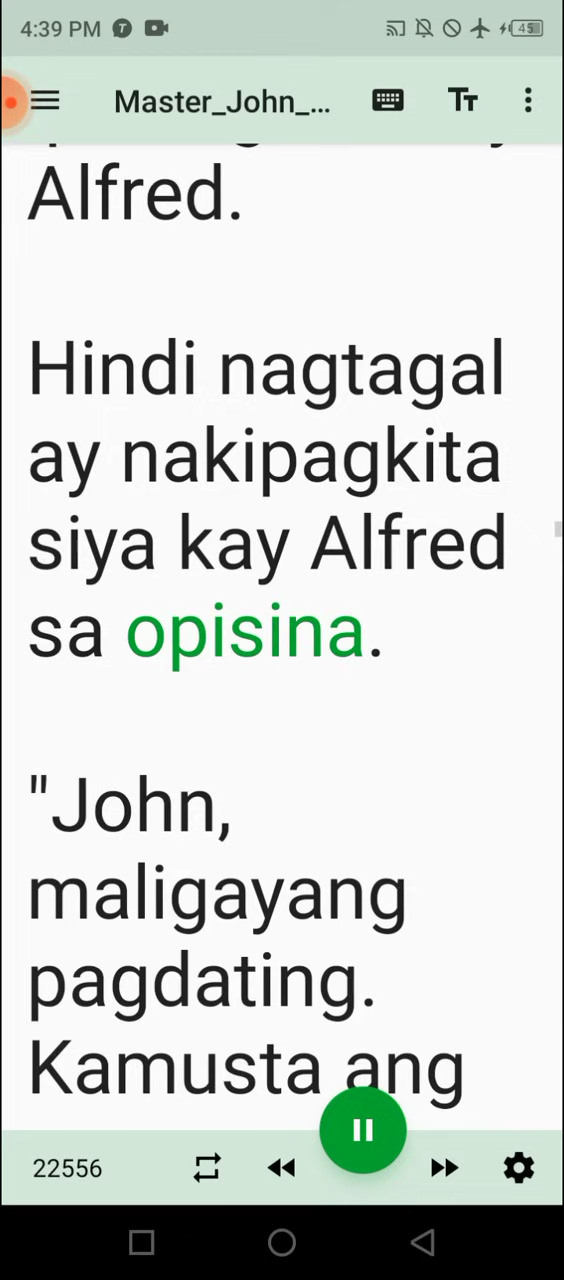 4:39 PM
45
Master_John_...
Alfred.
Hindi nagtagal
ay nakipagkita
siya kay Alfred
sa opisina.
"John,
maligayang
pagdating.
Kamusta ang
22556